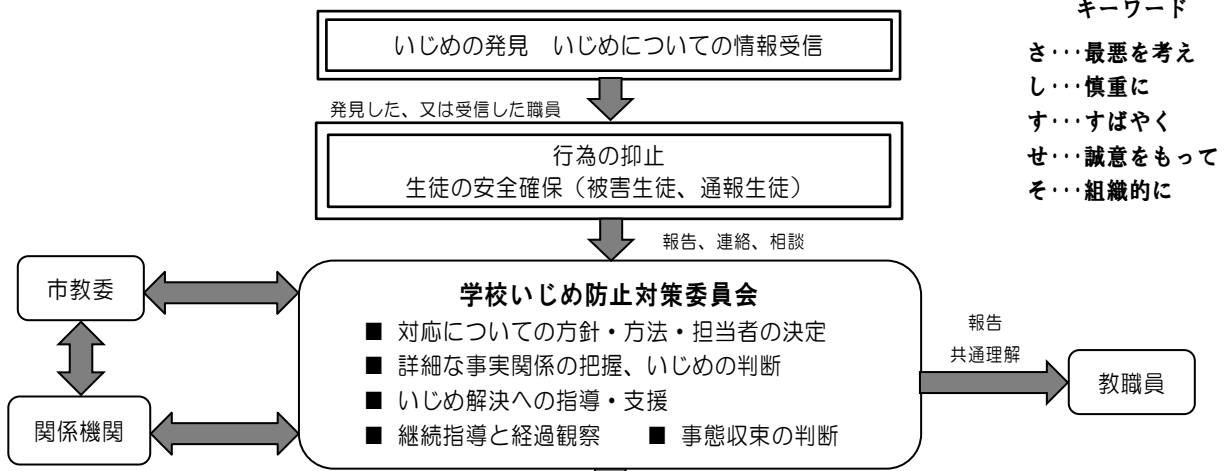 キーワード
さ･･･最悪を考え
し･･･慎重に
す･･･すばやく
せ･･･誠意をもって
そ･･･組織的に
いじめの発見　いじめについての情報受信
発見した、又は受信した職員
行為の抑止
生徒の安全確保（被害生徒、通報生徒）
報告、連絡、相談
市教委
関係機関
学校いじめ防止対策委員会
■ 対応についての方針・方法・担当者の決定
■ 詳細な事実関係の把握、いじめの判断
■ いじめ解決への指導・支援
■ 継続指導と経過観察　■ 事態収束の判断
報告
共通理解
教職員